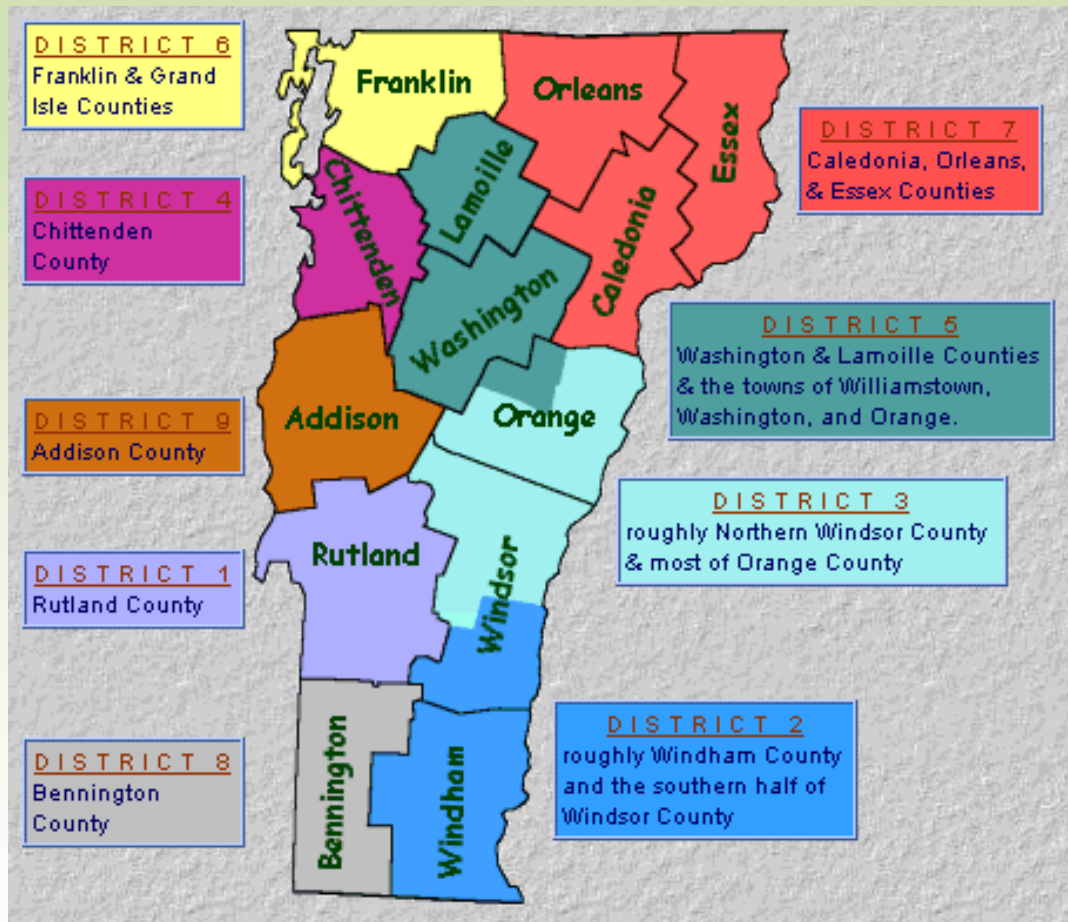 DISTRICT 6
Franklin & Grand
Isle Counties
DISTRICT 4
Chittenden
County
DISTRICT 9
Addison County
DISTRICT 1
Rutland County
DISTRICT 8
Bennington
County
Franklin
Orleans
Essex
Lamoille
Chittenden
Caledonia
Washington
Addison
Orange
Rutland
Windsor
Bennington
Windham
DISTRICT 7
Caledonia, Orleans,
& Essex Counties
DISTRICT 5
Washington & Lamoille Counties
& the towns of Williamstown,
Washington, and Orange.
DISTRICT 3
roughly Northern Windsor County
& most of Orange County
DISTRICT 2
roughly Windham County
and the southern half of
Windsor County